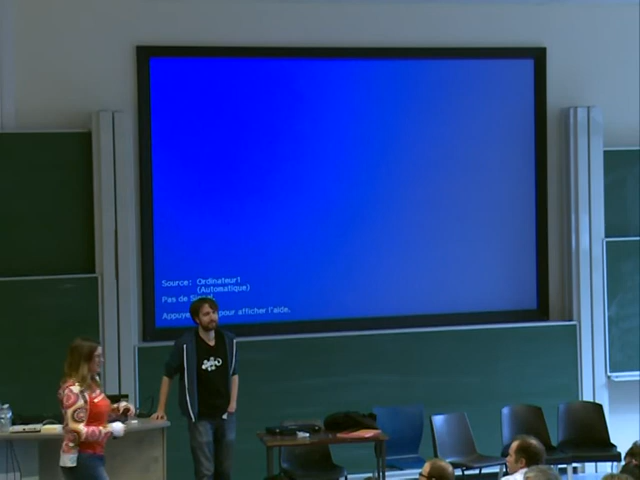 Source: Ordinateur1
(Automatique)
Pas de
pour afficher l'aide.